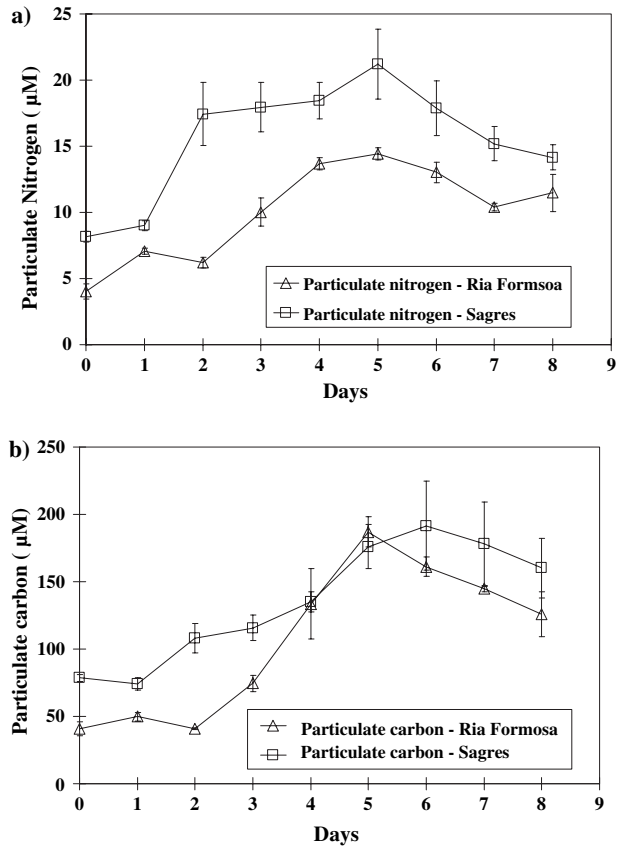 a)
25
20
15
10
5
0
Particulate Nitrogen ( µM)
Particulate nitrogen - Ria Formsoa
Particulate nitrogen - Sagres
0 1 2 3 4 5 6 7 8 9
Days
b)
250
200
150
100
50
0
Particulate carbon ( µM)
Particulate carbon - Ria Formosa
Particulate carbon - Sagres
0 1 2 3 4 5 6 7 8 9
Days